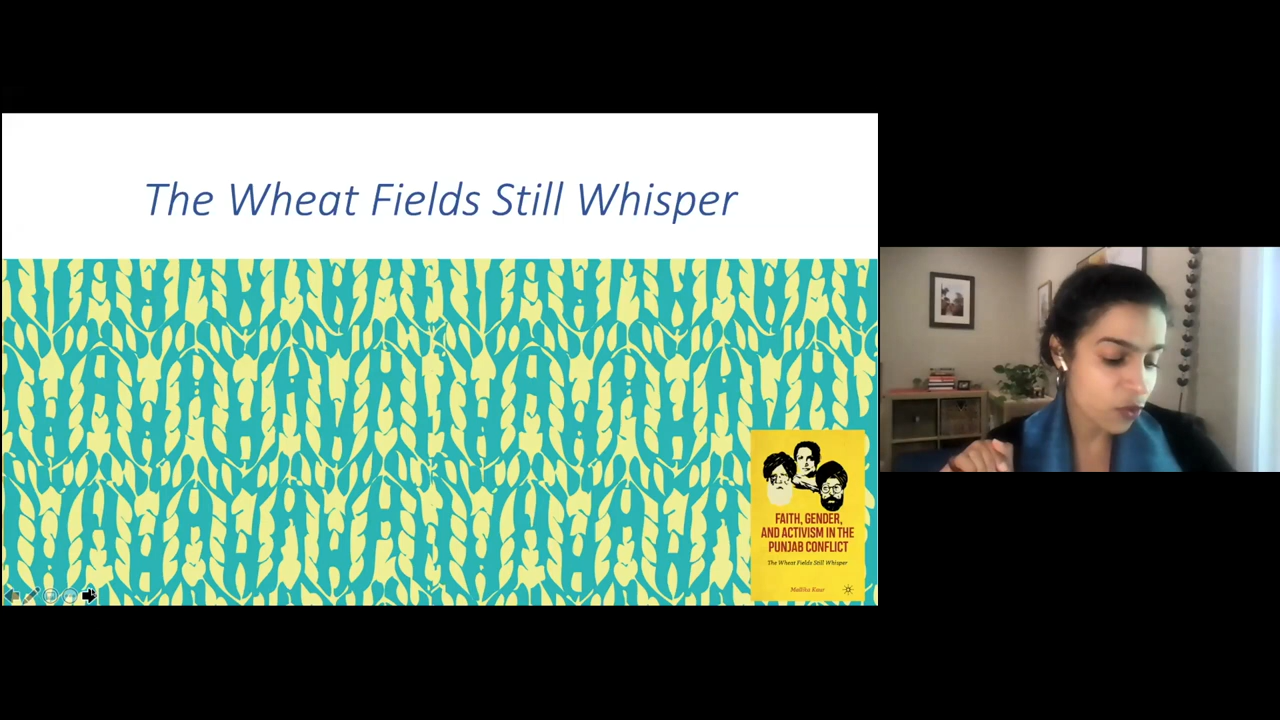 The Wheat Fields Still Whisper
FAITH, GENDER,
AND ACTIVISM IN THE
PUNJAB CONFLICT
The Wheat Fields Still Whisper
Mallika Kaur